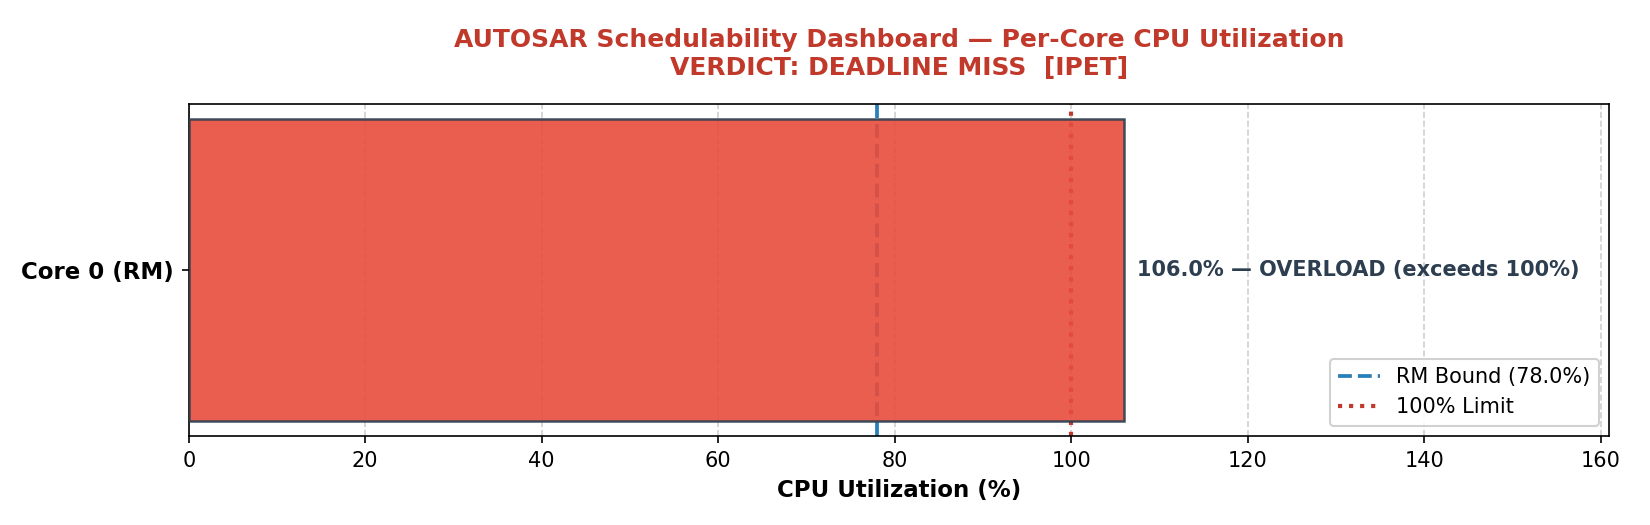 AUTOSAR Schedulability Dashboard — Per-Core CPU Utilization
VERDICT: DEADLINE MISS [IPET]
Core 0 (RM)
106.0% — OVERLOAD (exceeds 100%)
RM Bound (78.0%)
100% Limit
0 20 40 60 80 100 120 140 160
CPU Utilization (%)